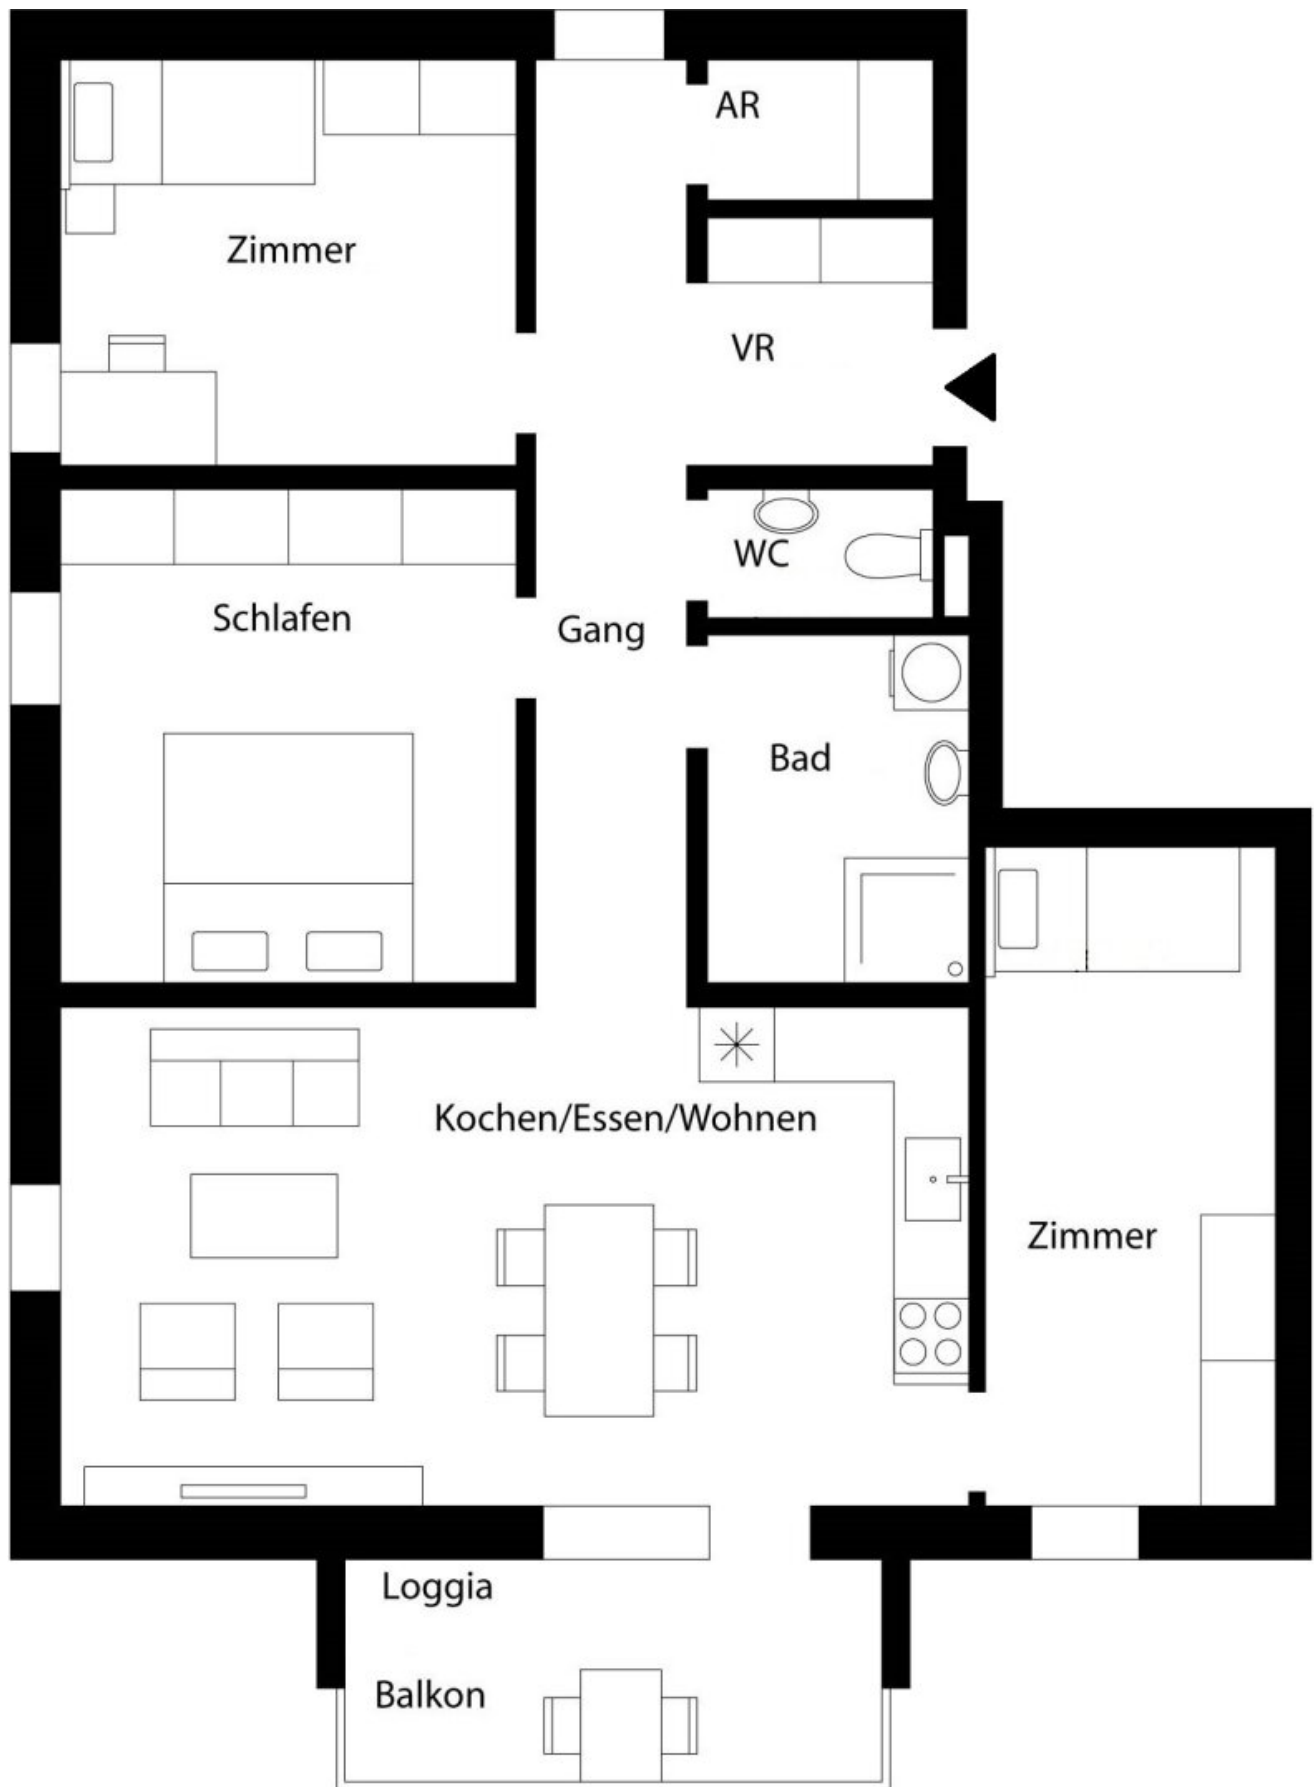 AR
Zimmer
VR
WC
Schlafen
Gang
Bad
Kochen/Essen/Wohnen
Zimmer
Loggia
Balkon